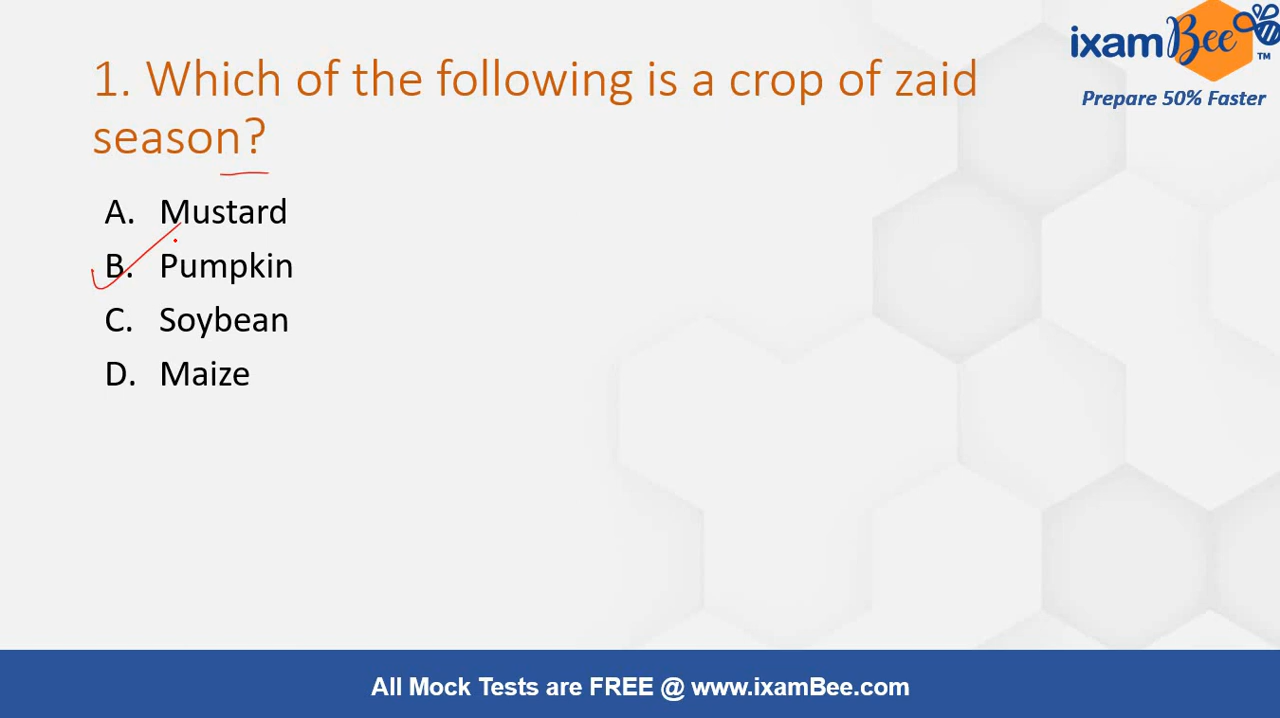 ixamBee™
Prepare 50% Faster
1. Which of the following is a crop of zaid
season?
A. Mustard
B. Pumpkin
C. Soybean
D. Maize
All Mock Tests are FREE @ www.ixamBee.com